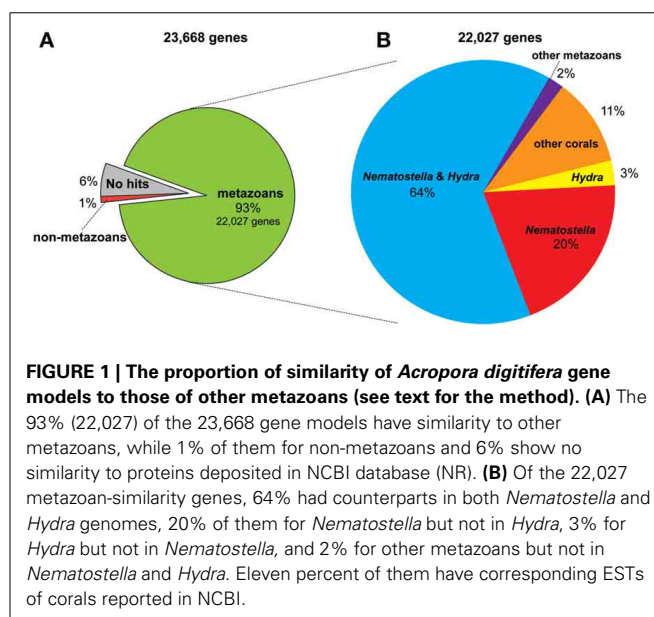 A
23,668 genes
B
22,027 genes
other metazoans
2%
11%
other corals
No hits
6%
1%
non-metazoans
metazoans
93%
22,027 genes
Nematostella & Hydra
64%
Hydra
3%
Nematostella
20%
FIGURE 1 | The proportion of similarity of Acropora digitifera gene
models to those of other metazoans (see text for the method). (A) The
93% (22,027) of the 23,668 gene models have similarity to other
metazoans, while 1% of them for non-metazoans and 6% show no
similarity to proteins deposited in NCBI database (NR). (B) Of the 22,027
metazoan-similarity genes, 64% had counterparts in both Nematostella and
Hydra genomes, 20% of them for Nematostella but not in Hydra, 3% for
Hydra but not in Nematostella, and 2% for other metazoans but not in
Nematostella and Hydra. Eleven percent of them have corresponding ESTs
of corals reported in NCBI.